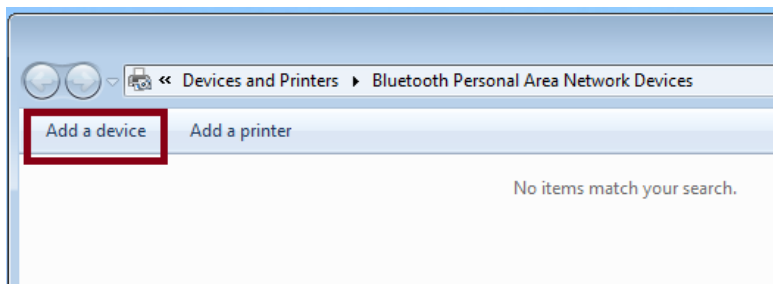 « Devices and Printers ▸ Bluetooth Personal Area Network Devices
Add a device Add a printer
No items match your search.